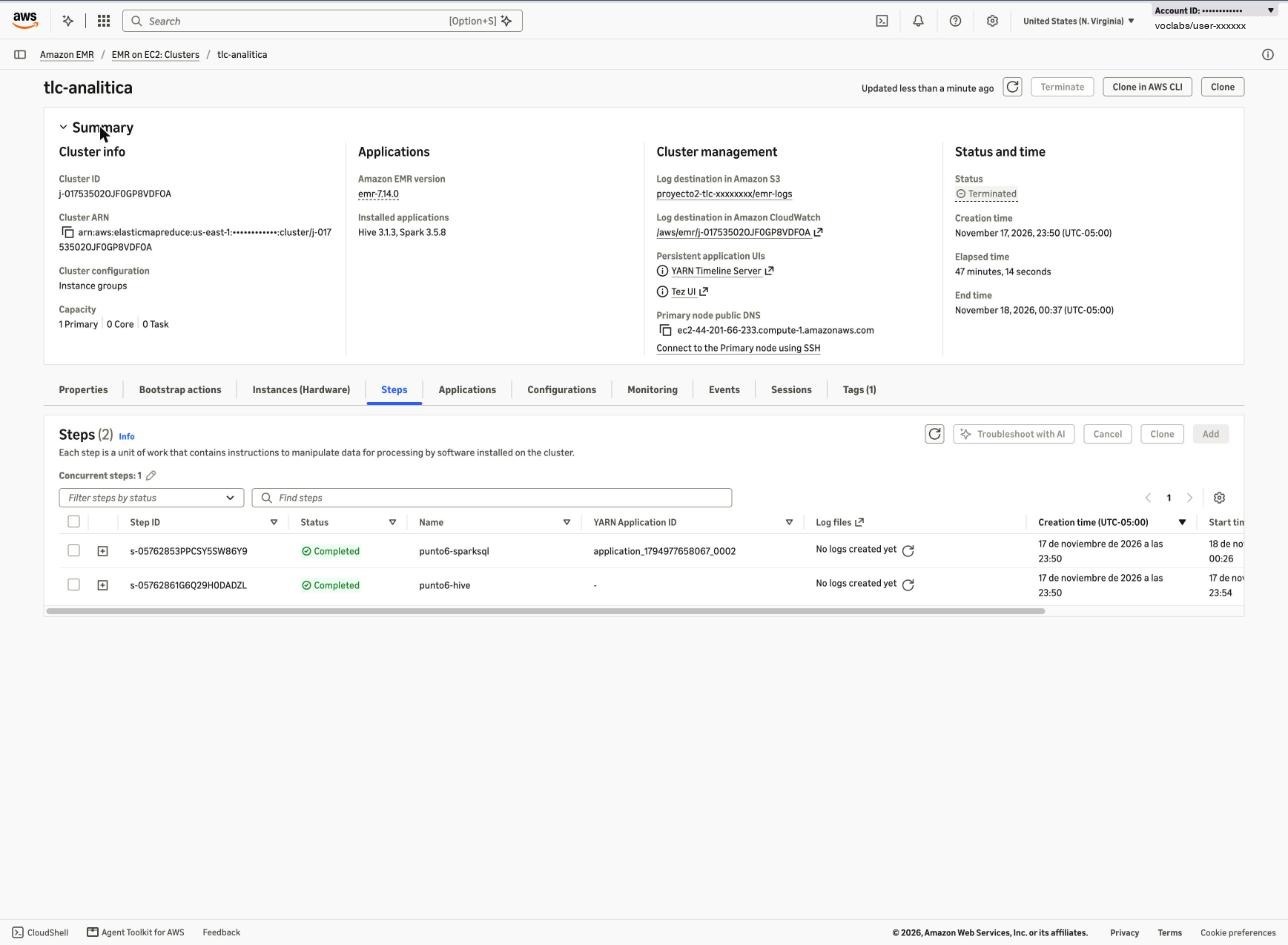 aws
Search
[Option+S]
United States (N. Virginia)
Account ID: ••••••••••••
voclabs/user-xxxxxx
Amazon EMR / EMR on EC2: Clusters / tlc-analitica
tlc-analitica
Updated less than a minute ago
Terminate
Clone in AWS CLI
Clone
Summary
Cluster info
Cluster ID
j-017535020JF0GP8VDFOA
Cluster ARN
arn:aws:elasticmapreduce:us-east-1:••••••••••••:cluster/j-017
535020JF0GP8VDFOA
Cluster configuration
Instance groups
Capacity
1 Primary | 0 Core | 0 Task
Applications
Amazon EMR version
emr-7.14.0
Installed applications
Hive 3.1.3, Spark 3.5.8
Cluster management
Log destination in Amazon S3
proyecto2-tlc-xxxxxxxx/emr-logs
Log destination in Amazon CloudWatch
/aws/emr/j-017535020JF0GP8VDFOA
Persistent application UIs
YARN Timeline Server
Tez UI
Primary node public DNS
ec2-44-201-66-233.compute-1.amazonaws.com
Connect to the Primary node using SSH
Status and time
Status
Terminated
Creation time
November 17, 2026, 23:50 (UTC-05:00)
Elapsed time
47 minutes, 14 seconds
End time
November 18, 2026, 00:37 (UTC-05:00)
Properties
Bootstrap actions
Instances (Hardware)
Steps
Applications
Configurations
Monitoring
Events
Sessions
Tags (1)
Steps (2) Info
Troubleshoot with AI
Cancel
Clone
Add
Each step is a unit of work that contains instructions to manipulate data for processing by software installed on the cluster.
Concurrent steps: 1
Filter steps by status
Find steps
1
Step ID
Status
Name
YARN Application ID
Log files
Creation time (UTC-05:00)
Start tim
s-05762853PPCSY5SW86Y9
Completed
punto6-sparksql
application_1794977658067_0002
No logs created yet
17 de noviembre de 2026 a las
23:50
18 de no
00:26
s-05762861G6Q29H0DADZL
Completed
punto6-hive
-
No logs created yet
17 de noviembre de 2026 a las
23:50
17 de nov
23:54
CloudShell
Agent Toolkit for AWS
Feedback
© 2026, Amazon Web Services, Inc. or its affiliates.
Privacy
Terms
Cookie preferences